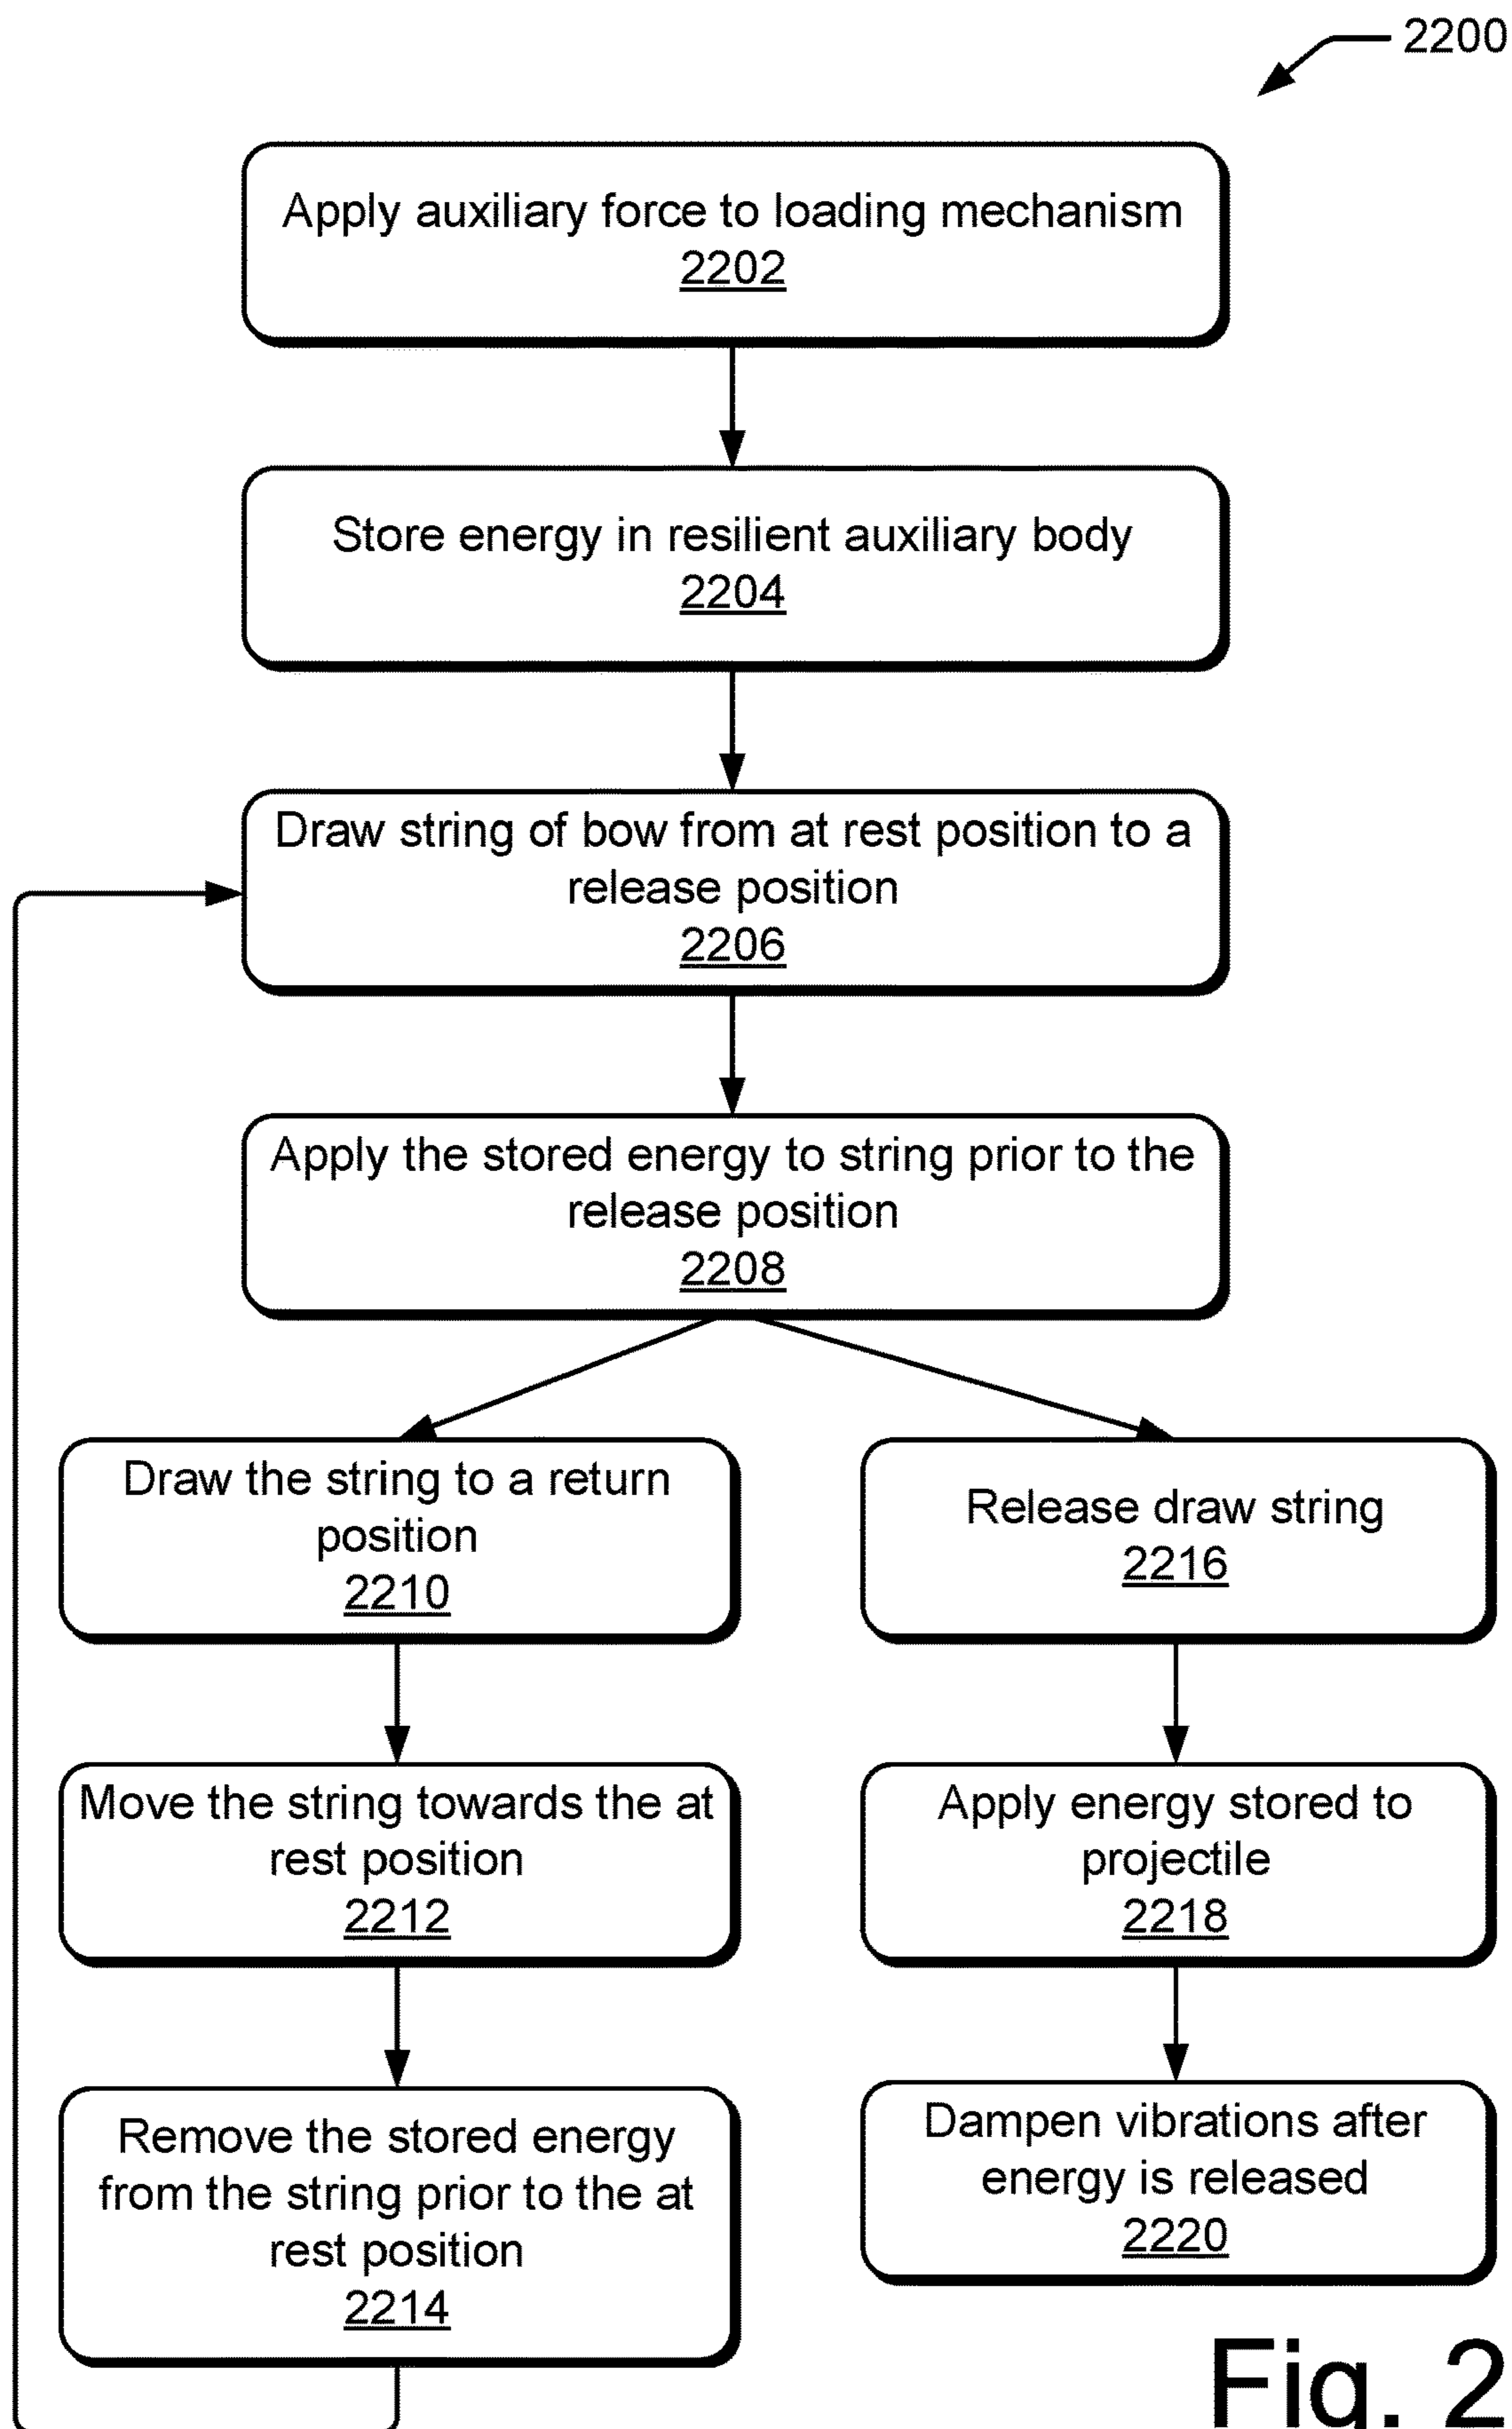 2200
Apply auxiliary force to loading mechanism
2202
Store energy in resilient auxiliary body
2204
Draw string of bow from at rest position to a
release position
2206
Apply the stored energy to string prior to the
release position
2208
Draw the string to a return
position
2210
Release draw string
2216
Move the string towards the at
rest position
2212
Apply energy stored to
projectile
2218
Remove the stored energy
from the string prior to the at
rest position
2214
Dampen vibrations after
energy is released
2220
Fig. 2